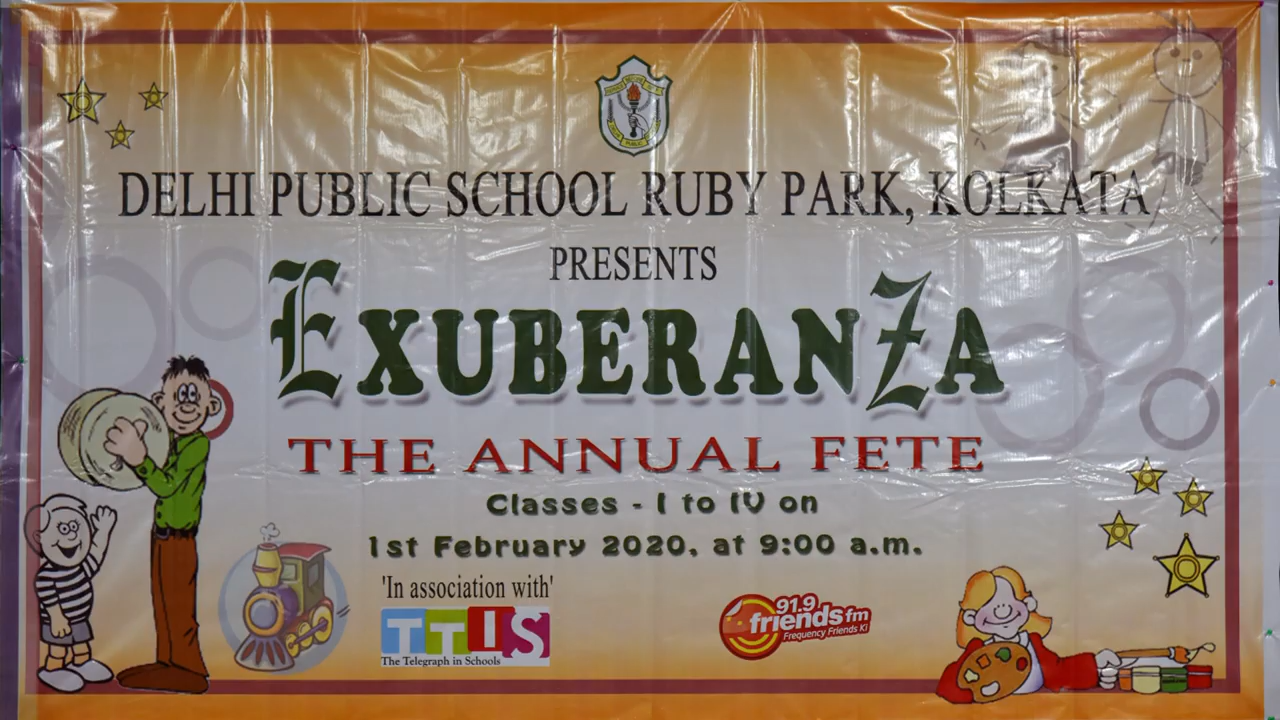 DELHI PUBLIC SCHOOL RUBY PARK, KOLKATA
PRESENTS
EXUBERANZA
THE ANNUAL FETE
Classes - I to IV on
1st February 2020, at 9:00 a.m.
'In association with'
TTIS
The Telegraph in Schools
91.9
friends fm
Frequency Friends Ki